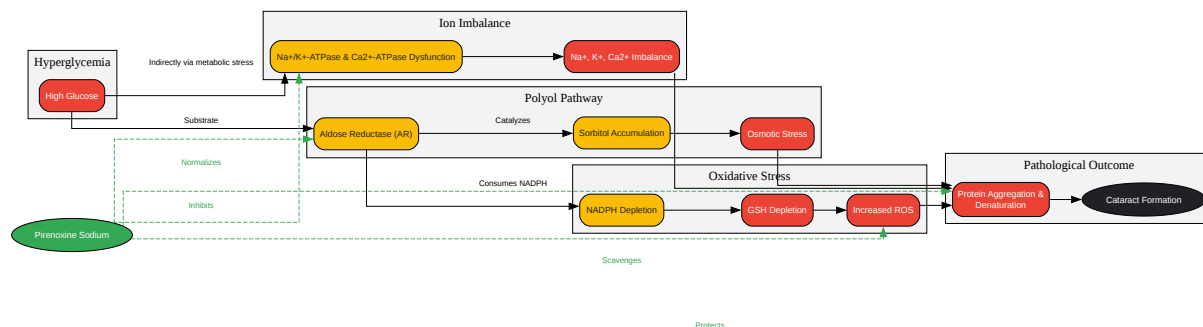 Ion Imbalance
Na+/K+-ATPase & Ca2+-ATPase Dysfunction
Na+, K+, Ca2+ Imbalance
Hyperglycemia
High Glucose
Indirectly via metabolic stress
Polyol Pathway
Substrate
Aldose Reductase (AR)
Catalyzes
Sorbitol Accumulation
Osmotic Stress
Normalizes
Oxidative Stress
Consumes NADPH
NADPH Depletion
GSH Depletion
Increased ROS
Pathological Outcome
Protein Aggregation &
Denaturation
Cataract Formation
Inhibits
Pirenoxine Sodium
Scavenges
Protects